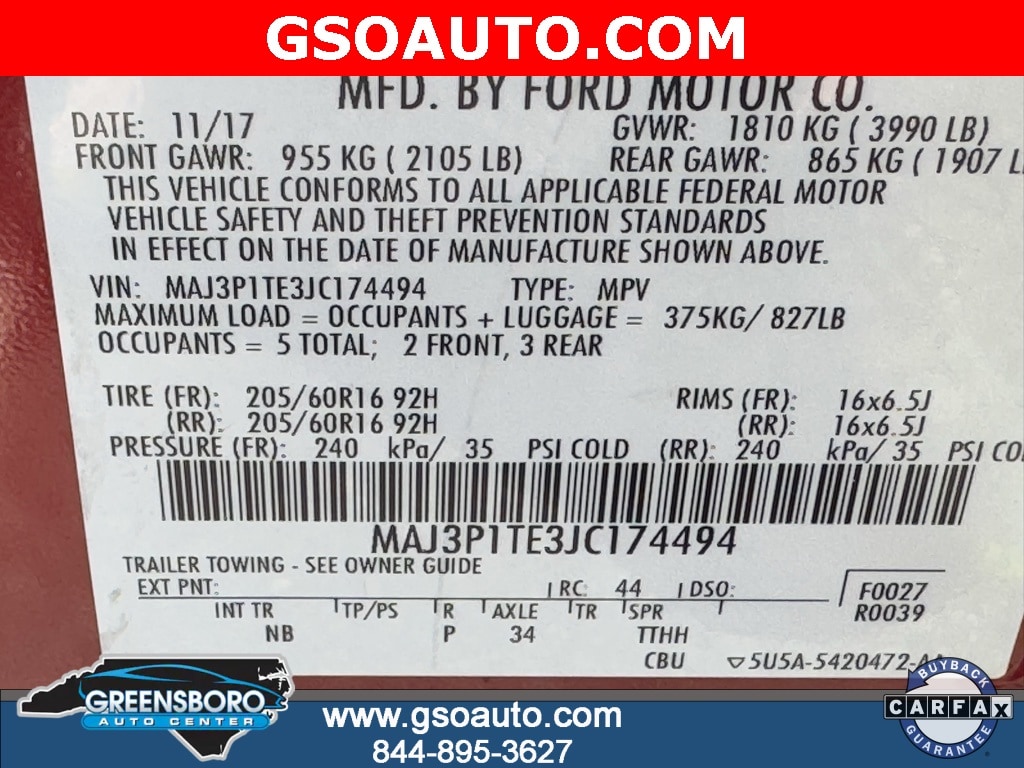 GSOAUTO.COM
MFD. BY FORD MOTOR CO.
DATE: 11/17 GVWR: 1810 KG ( 3990 LB)
FRONT GAWR: 955 KG ( 2105 LB) REAR GAWR: 865 KG ( 1907 L
THIS VEHICLE CONFORMS TO ALL APPLICABLE FEDERAL MOTOR
VEHICLE SAFETY AND THEFT PREVENTION STANDARDS
IN EFFECT ON THE DATE OF MANUFACTURE SHOWN ABOVE.
VIN: MAJ3P1TE3JC174494 TYPE: MPV
MAXIMUM LOAD = OCCUPANTS + LUGGAGE = 375KG/ 827LB
OCCUPANTS = 5 TOTAL; 2 FRONT, 3 REAR
TIRE (FR): 205/60R16 92H RIMS (FR): 16x6.5J
(RR): 205/60R16 92H (RR): 16x6.5J
PRESSURE (FR): 240 kPa/ 35 PSI COLD (RR): 240 kPa/ 35 PSI CO
MAJ3P1TE3JC174494
TRAILER TOWING - SEE OWNER GUIDE
EXT PNT: RC: 44 DSO: F0027
INT TR TP/PS R AXLE TR SPR R0039
NB P 34 TTHH
CBU 5U5A-5420472-AA
GREENSBORO
AUTO CENTER
www.gsoauto.com
844-895-3627
BUYBACK
CARFAX
GUARANTEE